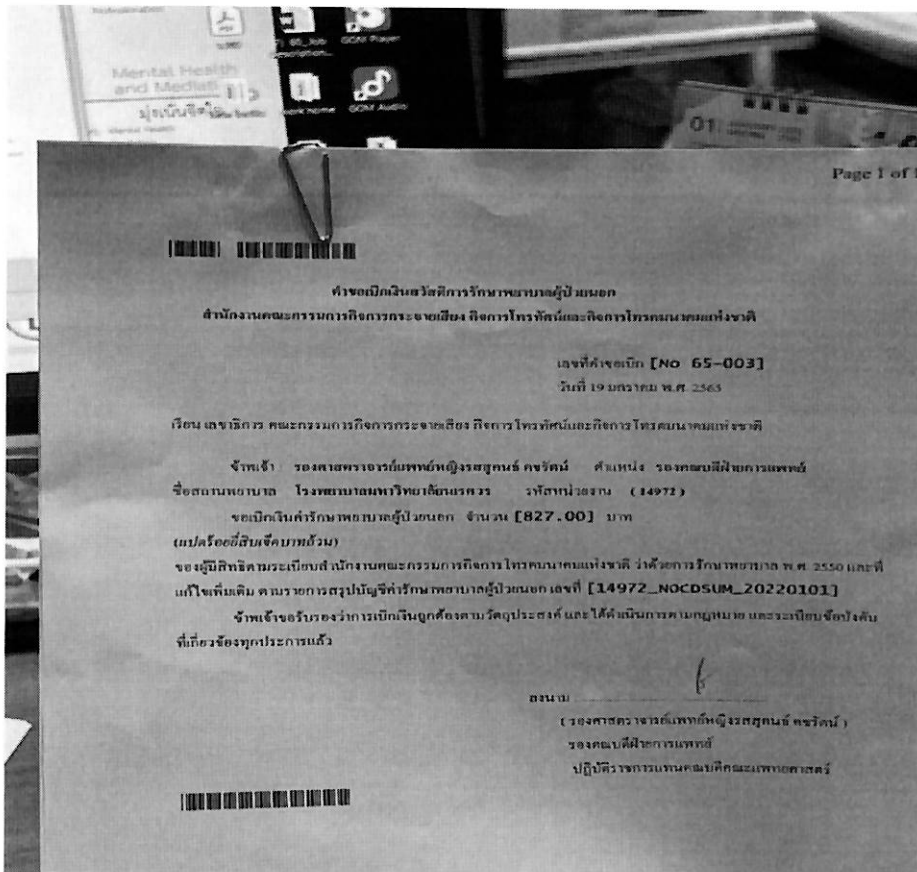 Mental Health
and Mediat
มุ่งเน้นจิตใ
GOM Player
GOM Audio
01
Page 1 of 1
คำขอเบิกเงินสวัสดิการรักษาพยาบาลผู้ป่วยนอก
สำนักงานคณะกรรมการกิจการกระจายเสียง กิจการโทรทัศน์และกิจการโทรคมนาคมแห่งชาติ
เลขที่คำขอเบิก [No 65-003]
วันที่ 19 มกราคม พ.ศ. 2565
เรียน เลขาธิการ คณะกรรมการกิจการกระจายเสียง กิจการโทรทัศน์และกิจการโทรคมนาคมแห่งชาติ
ข้าพเจ้า รองศาสตราจารย์แพทย์หญิงรสสุคนธ์ คชรัตน์ ตำแหน่ง รองคณบดีฝ่ายการแพทย์
ชื่อสถานพยาบาล โรงพยาบาลมหาวิทยาลัยนเรศวร รหัสหน่วยงาน (14972)
ขอเบิกเงินค่ารักษาพยาบาลผู้ป่วยนอก จำนวน [827.00] บาท
(แปดร้อยยี่สิบเจ็ดบาทถ้วน)
ของผู้มีสิทธิตามระเบียบสำนักงานคณะกรรมการกิจการโทรคมนาคมแห่งชาติ ว่าด้วยการรักษาพยาบาล พ.ศ. 2550 และที่
แก้ไขเพิ่มเติม ตามรายการสรุปบัญชีค่ารักษาพยาบาลผู้ป่วยนอก เลขที่ [14972_NOCDSUM_20220101]
ข้าพเจ้าขอรับรองว่าการเบิกเงินถูกต้องตามวัตถุประสงค์ และได้ดำเนินการตามกฎหมาย และระเบียบข้อบังคับ
ที่เกี่ยวข้องทุกประการแล้ว
ลงนาม
( รองศาสตราจารย์แพทย์หญิงรสสุคนธ์ คชรัตน์ )
รองคณบดีฝ่ายการแพทย์
ปฏิบัติราชการแทนคณบดีคณะแพทยศาสตร์